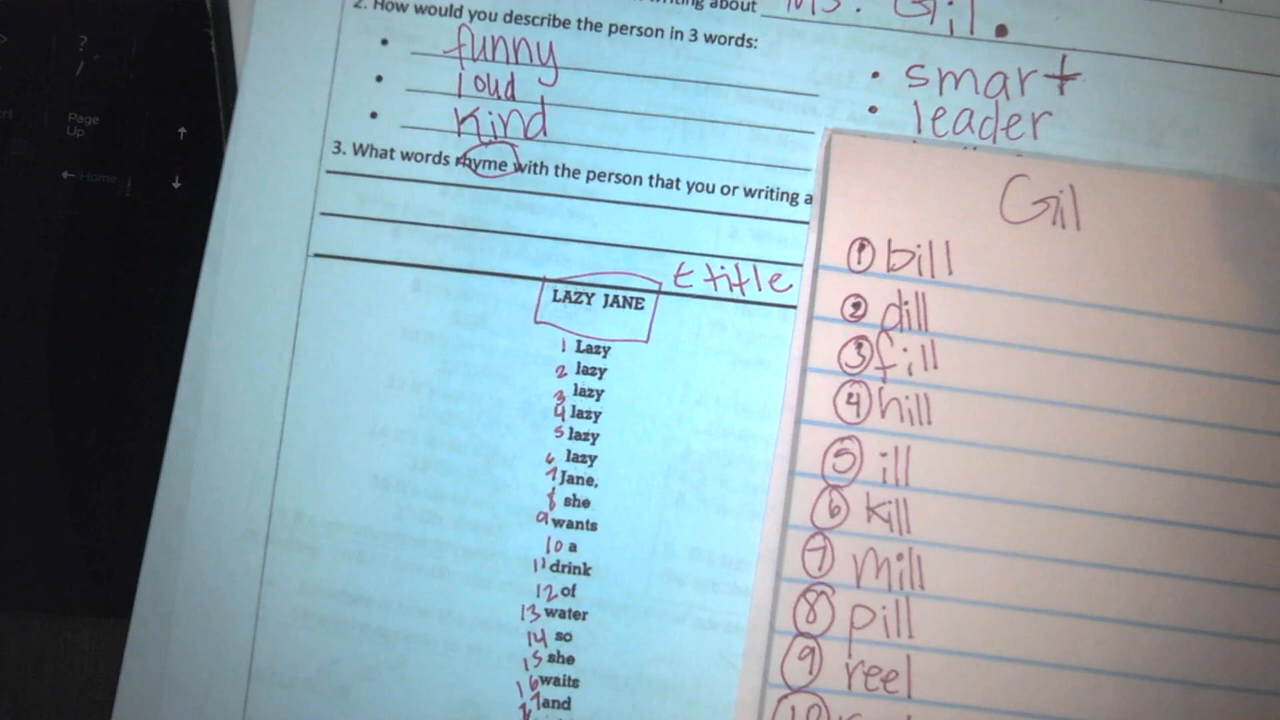 ?
/
Page
Up
↑
← Home
↓
about Ms. Gil.
2. How would you describe the person in 3 words:
• funny
• loud
• kind
• smart
• leader
3. What words rhyme with the person that you or writing a
t title
LAZY JANE
1 Lazy
2 lazy
3 lazy
4 lazy
5 lazy
6 lazy
7 Jane,
8 she
9 wants
10 a
11 drink
12 of
13 water
14 so
15 she
16 waits
17 and
Gil
① bill
② dill
③ fill
④ hill
⑤ ill
⑥ kill
⑦ mill
⑧ pill
⑨ reel